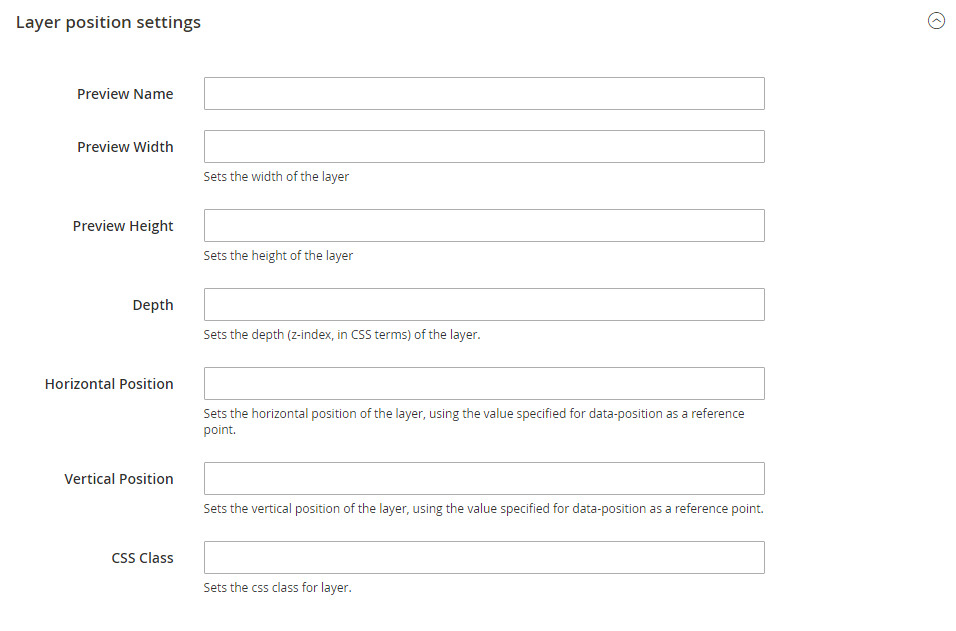 Layer position settings
Preview Name
Preview Width
Sets the width of the layer
Preview Height
Sets the height of the layer
Depth
Sets the depth (z-index, in CSS terms) of the layer.
Horizontal Position
Sets the horizontal position of the layer, using the value specified for data-position as a reference
point.
Vertical Position
Sets the vertical position of the layer, using the value specified for data-position as a reference point.
CSS Class
Sets the css class for layer.